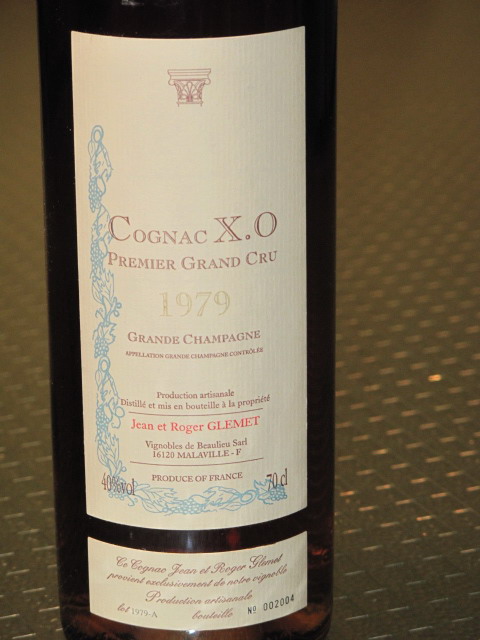 COGNAC X.O
PREMIER GRAND CRU
1979
GRANDE CHAMPAGNE
APPELLATION GRANDE CHAMPAGNE CONTRÔLÉE
Production artisanale
Distillé et mis en bouteille à la propriété
Jean et Roger GLEMET
Vignobles de Beaulieu Sarl
16120 MALAVILLE - F
40%vol PRODUCE OF FRANCE 70 cl
Ce Cognac Jean et Roger Glémet
provient exclusivement de notre vignoble
Production artisanale
lot 1979-A bouteille No 002004